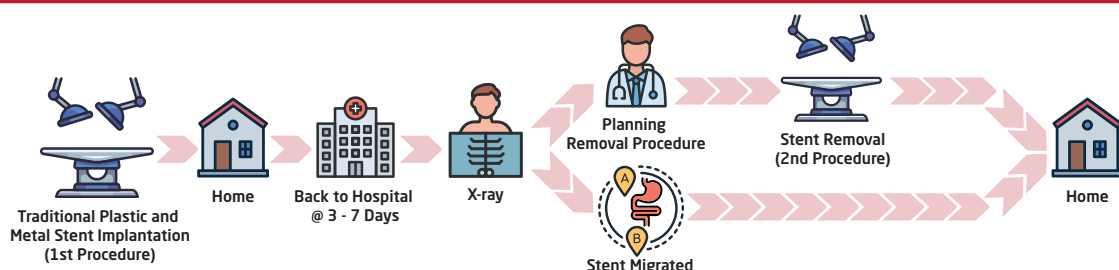 Traditional Plastic and
Metal Stent Implantation
(1st Procedure)
Home
Back to Hospital
@ 3 - 7 Days
X-ray
Planning
Removal Procedure
Stent Removal
(2nd Procedure)
A
B
Stent Migrated
Home